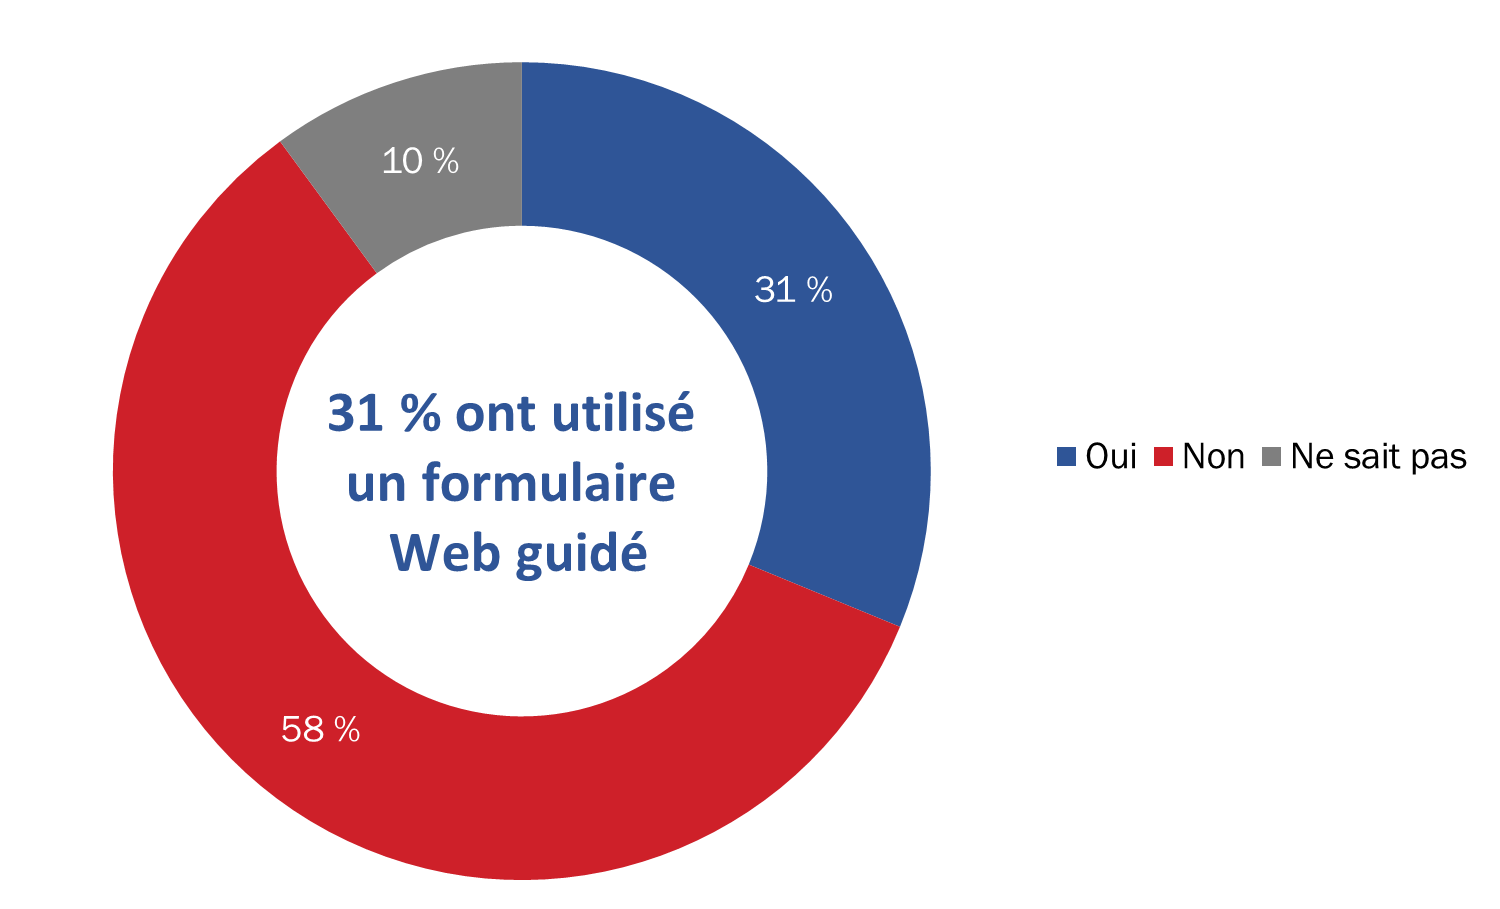 10 %
31 %
31 % ont utilisé
un formulaire
Web guidé
58 %
Oui Non Ne sait pas